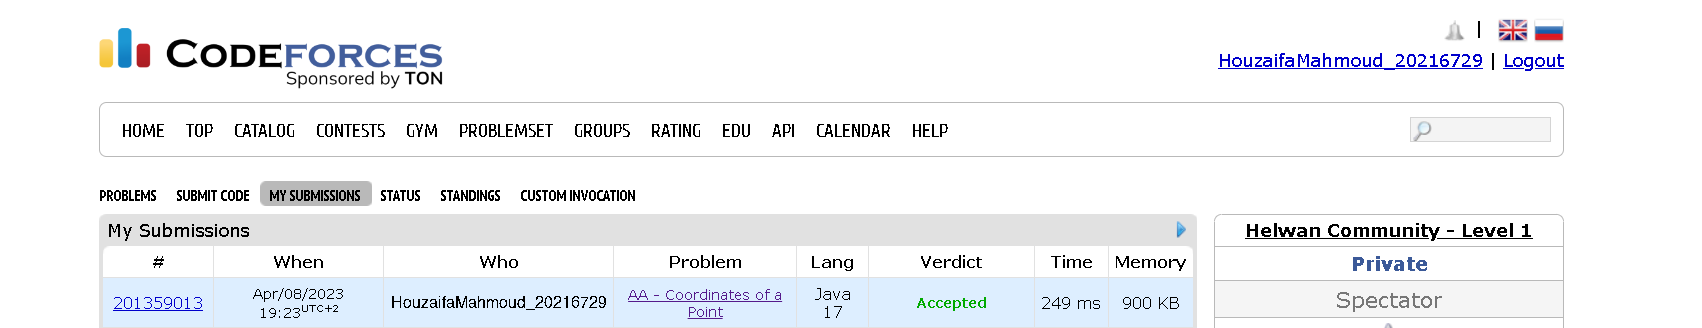 |
CODEFORCES
Sponsored by TON
HouzaifaMahmoud_20216729 | Logout
HOME TOP CATALOG CONTESTS GYM PROBLEMSET GROUPS RATING EDU API CALENDAR HELP
PROBLEMS SUBMIT CODE MY SUBMISSIONS STATUS STANDINGS CUSTOM INVOCATION
My Submissions
# When Who Problem Lang Verdict Time Memory
201359013 Apr/08/2023 19:23UTC+2 HouzaifaMahmoud_20216729 AA - Coordinates of a Point Java 17 Accepted 249 ms 900 KB
Helwan Community - Level 1
Private
Spectator